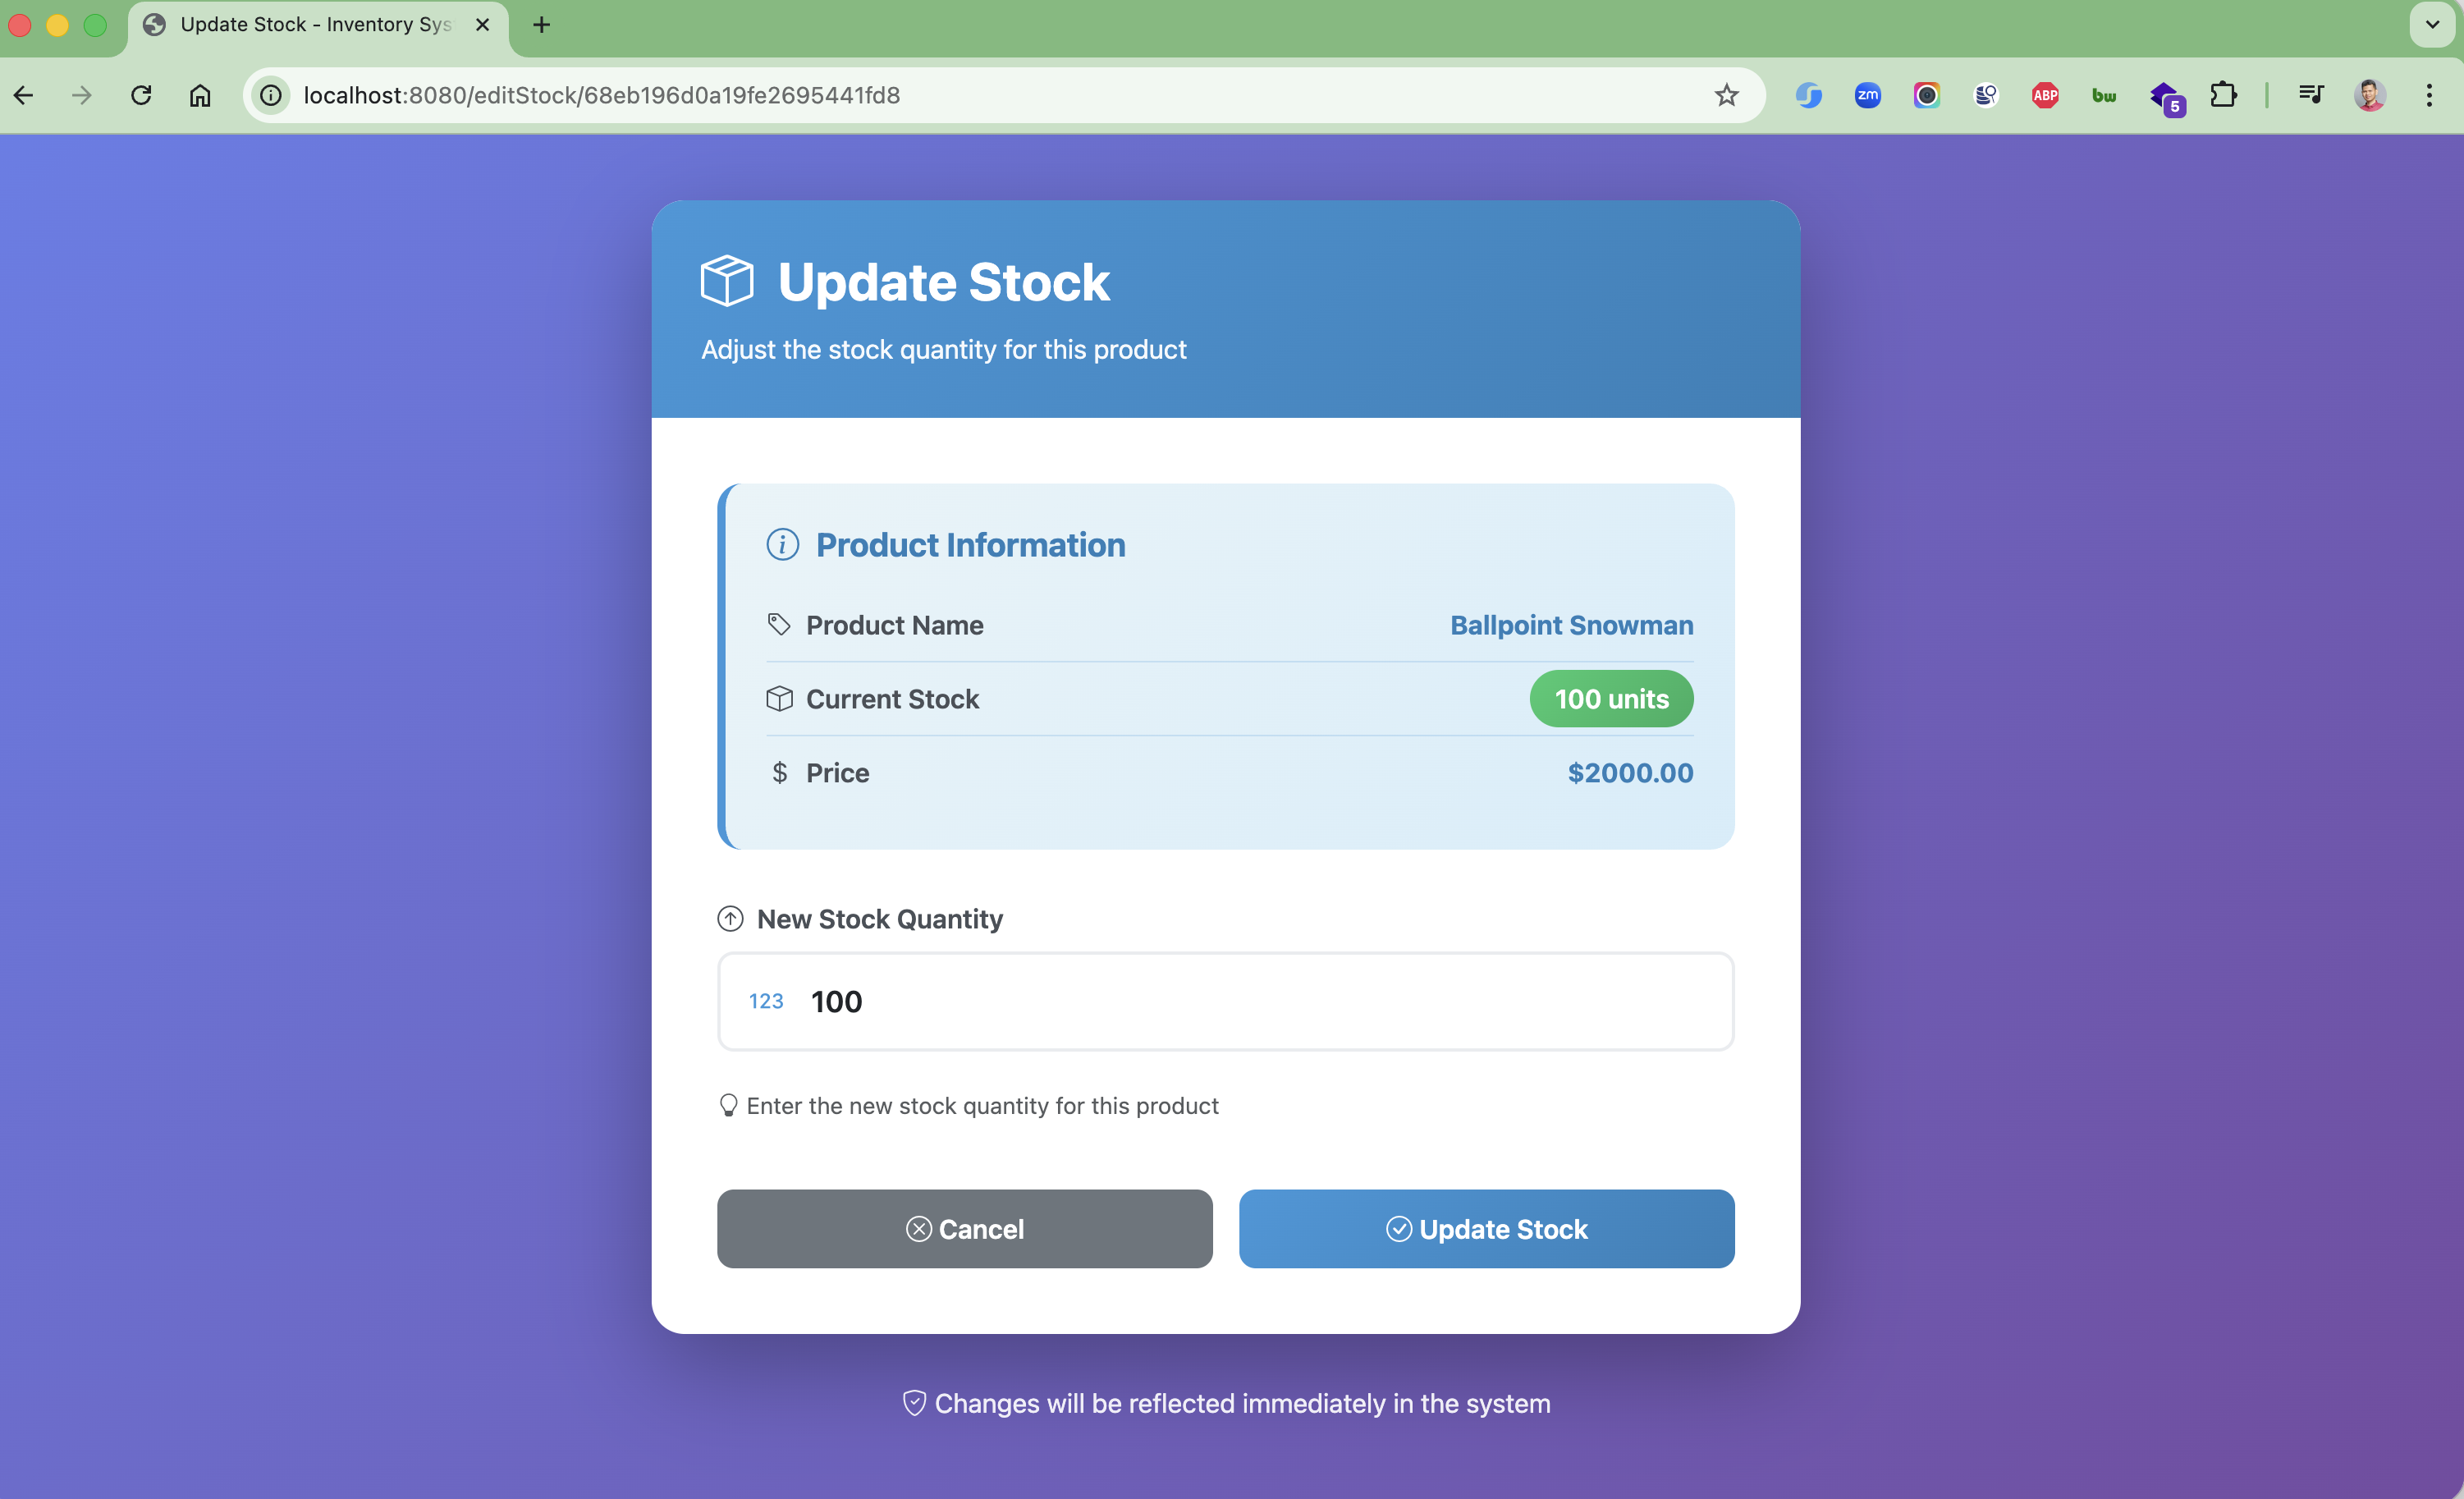 Update Stock - Inventory Sys
localhost:8080/editStock/68eb196d0a19fe2695441fd8
zm
ABP
bw
5
Update Stock
Adjust the stock quantity for this product
Product Information
Product Name Ballpoint Snowman
Current Stock 100 units
$ Price $2000.00
New Stock Quantity
123 100
Enter the new stock quantity for this product
Cancel Update Stock
Changes will be reflected immediately in the system